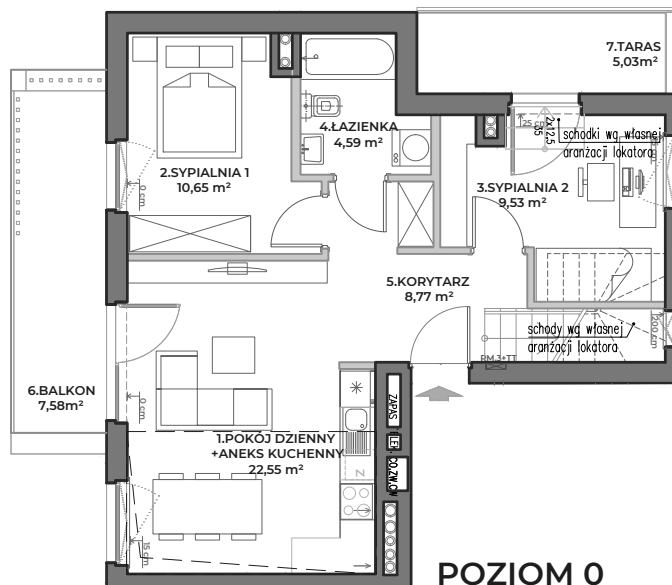 7.TARAS
5,03m²
4.ŁAZIENKA
4,59 m²
25 cm
2x12,5
35
schodki wg własnej
aranżacji lokatora
2.SYPIALNIA 1
10,65 m²
3.SYPIALNIA 2
9,53 m²
0 cm
5.KORYTARZ
8,77 m²
schody wg własnej
aranżacji lokatora
200 cm
RM.3+TT
6.BALKON
7,58m²
0 cm
ZAPAS
1.POKÓJ DZIENNY
+ANEKS KUCHENNY
22,55 m²
Z
15 cm
POZIOM 0